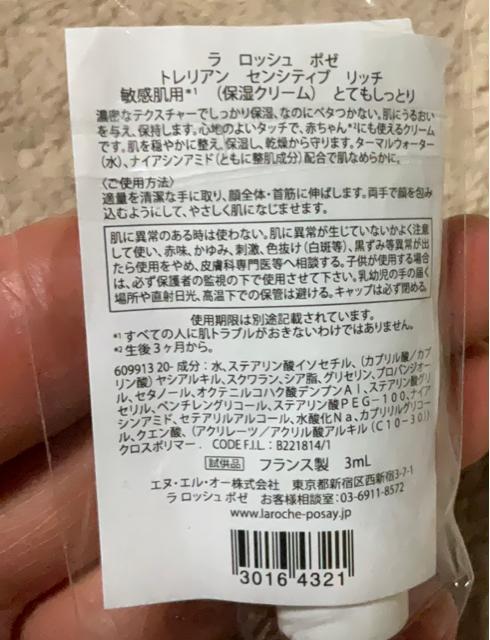 ラ ロッシュ ポゼ
トレリアン センシティブ リッチ
敏感肌用*1 （保湿クリーム） とてもしっとり
濃密なテクスチャーでしっかり保湿、なのにベタつかない。肌にうるおい
を与え、保持します。心地のよいタッチで、赤ちゃん*2にも使えるクリーム
です。肌を穏やかに整え、保湿し、乾燥から守ります。ターマルウォーター
（水）、ナイアシンアミド（ともに整肌成分）配合で肌なめらかに。
〈ご使用方法〉
適量を清潔な手に取り、顔全体・首筋に伸ばします。両手で顔を包み
込むようにして、やさしく肌になじませます。
肌に異常のある時は使わない。肌に異常が生じていないかよく注意
して使い、赤味、かゆみ、刺激、色抜け（白斑等）、黒ずみ等異常が出
たら使用をやめ、皮膚科専門医等へ相談する。子供が使用する場合
は、必ず保護者の監視の下で使用させて下さい。乳幼児の手の届く
場所や直射日光、高温下での保管は避ける。キャップは必ず閉める。
使用期限は別途記載されています。
*1 すべての人に肌トラブルがおきないわけではありません。
*2 生後3ヶ月から。
609913 20- 成分：水、ステアリン酸イソセチル、（カプリル酸／カプ
リン酸）ヤシアルキル、スクワラン、シア脂、グリセリン、プロパンジオー
ル、セタノール、オクテニルコハク酸デンプンAl、ステアリン酸グリ
セリル、ペンチレングリコール、ステアリン酸PEG-100、ナイア
シンアミド、セテアリルアルコール、水酸化Na、カプリリルグリコー
ル、クエン酸、（アクリレーツ／アクリル酸アルキル（C10-30））
クロスポリマー. CODE F.I.L.: B221814/1
試供品 フランス製 3mL
エヌ・エル・オー株式会社 東京都新宿区西新宿3-7-1
ラ ロッシュ ポゼ お客様相談室:03-6911-8572
www.laroche-posay.jp
3016 4321